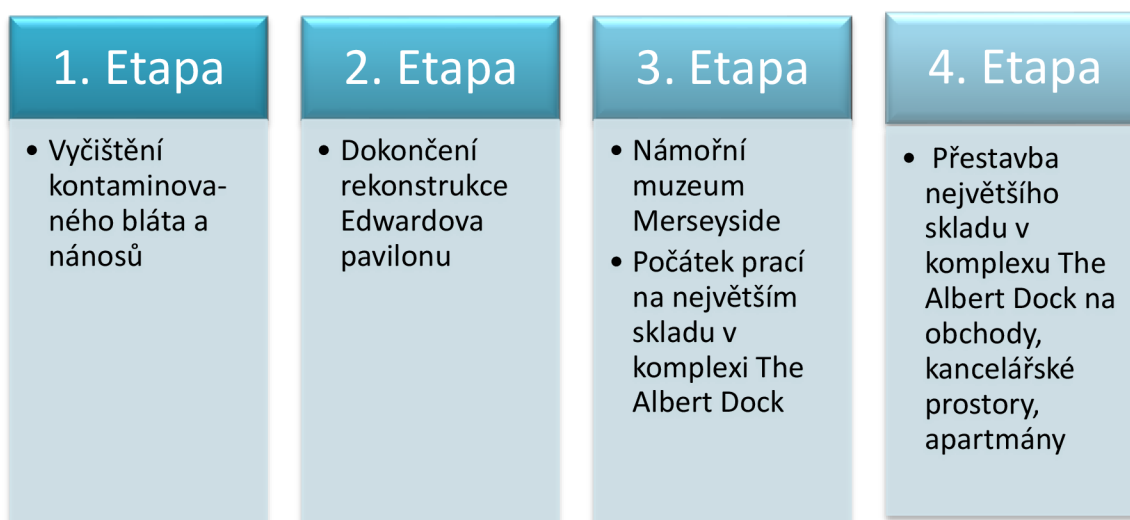 1. Etapa
• Vyčištění
kontaminova-
ného bláta a
nánosů
2. Etapa
• Dokončení
rekonstrukce
Edwardova
pavilonu
3. Etapa
• Námořní
muzeum
Merseyside
• Počátek prací
na největším
skladu v
komplexi The
Albert Dock
4. Etapa
• Přestavba
největšího
skladu v
komplexu The
Albert Dock na
obchody,
kancelářské
prostory,
apartmány